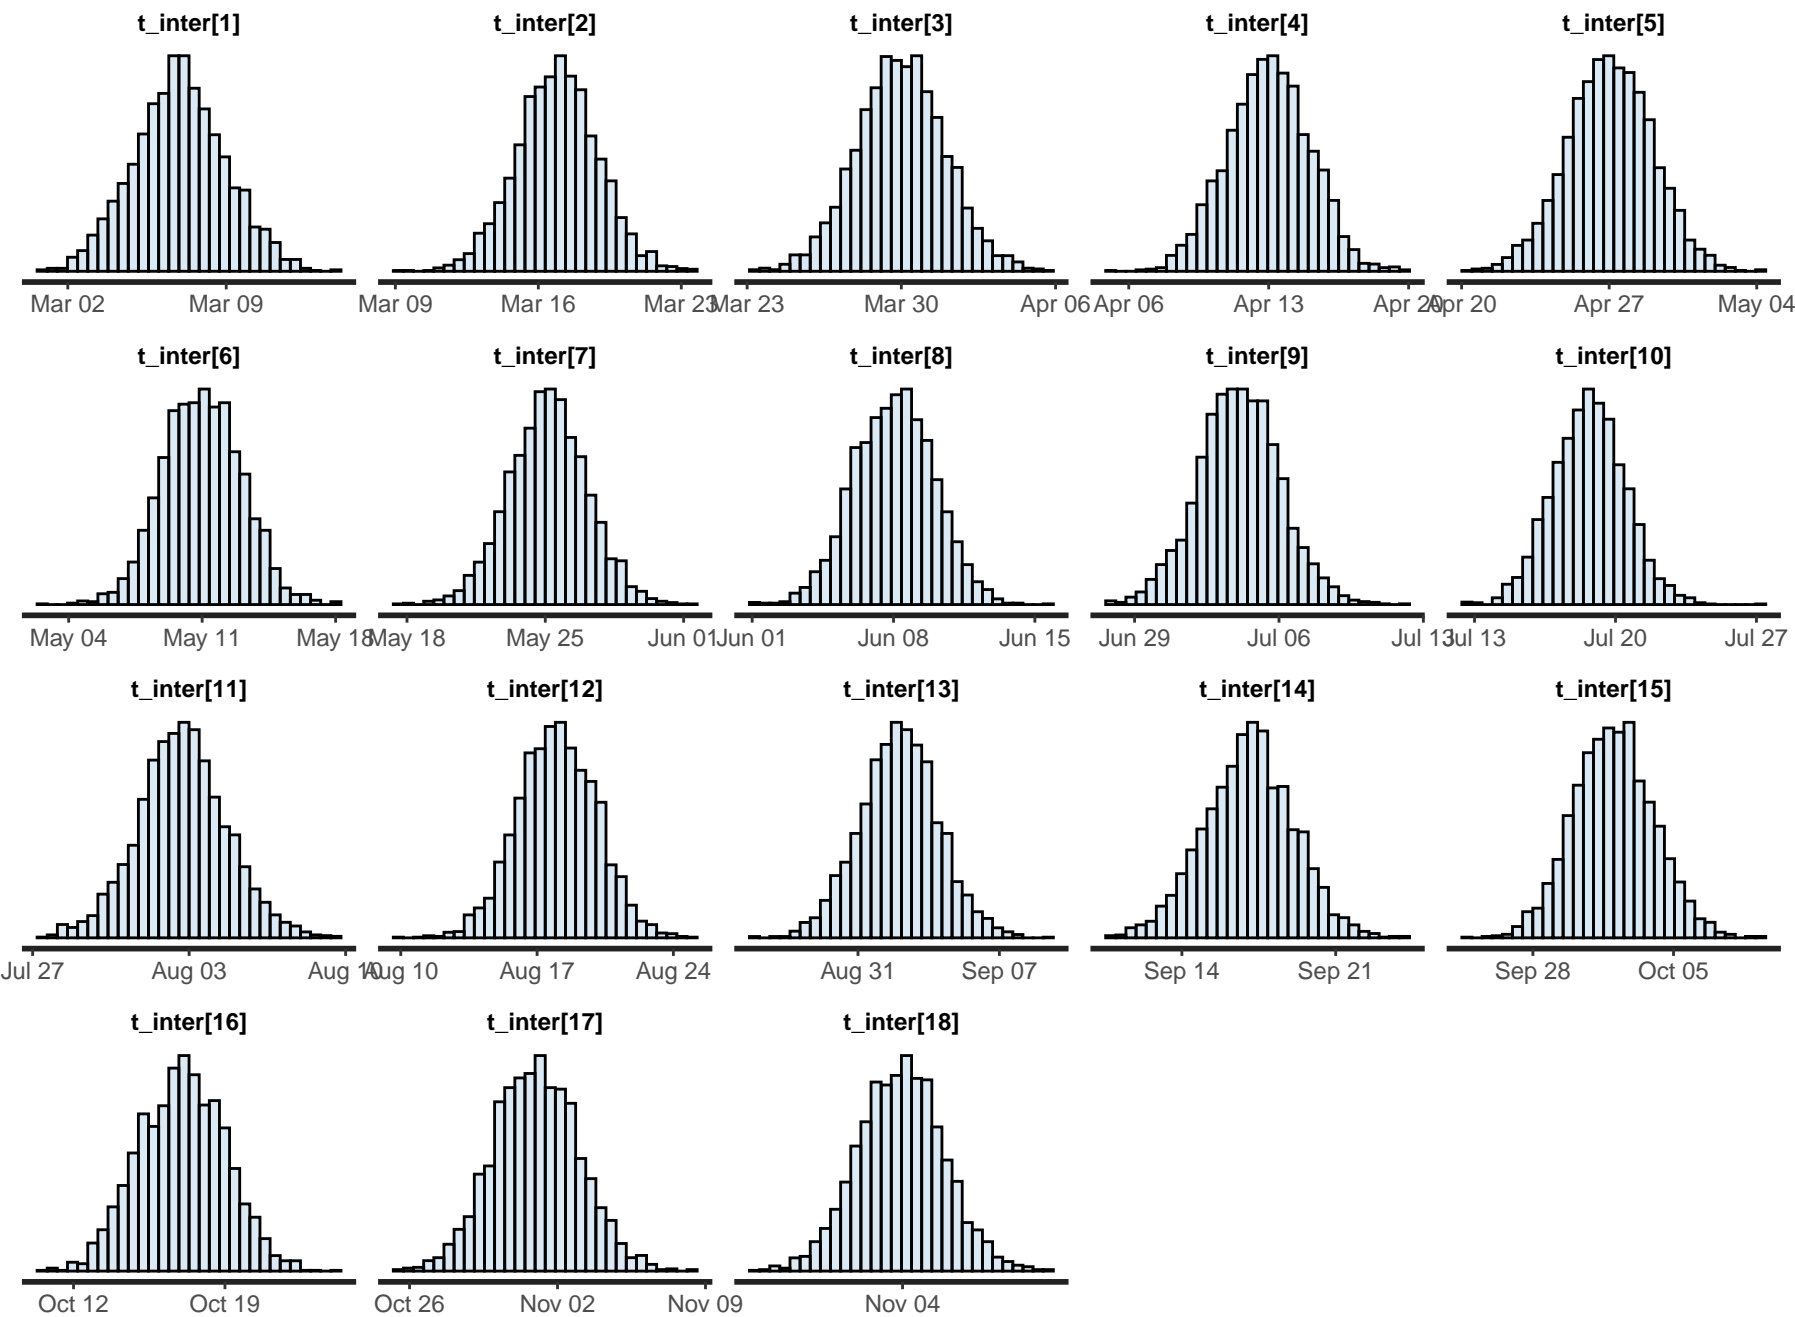 t_inter[1] t_inter[2] t_inter[3] t_inter[4] t_inter[5]
Mar 02 Mar 09 Mar 09 Mar 16 Mar 23 Mar 23 Mar 30 Apr 06 Apr 06 Apr 13 Apr 20 Apr 20 Apr 27 May 04
t_inter[6] t_inter[7] t_inter[8] t_inter[9] t_inter[10]
May 04 May 11 May 18 May 18 May 25 Jun 01 Jun 01 Jun 08 Jun 15 Jun 29 Jul 06 Jul 13 Jul 13 Jul 20 Jul 27
t_inter[11] t_inter[12] t_inter[13] t_inter[14] t_inter[15]
Jul 27 Aug 03 Aug 10 Aug 10 Aug 17 Aug 24 Aug 31 Sep 07 Sep 14 Sep 21 Sep 28 Oct 05
t_inter[16] t_inter[17] t_inter[18]
Oct 12 Oct 19 Oct 26 Nov 02 Nov 09 Nov 04